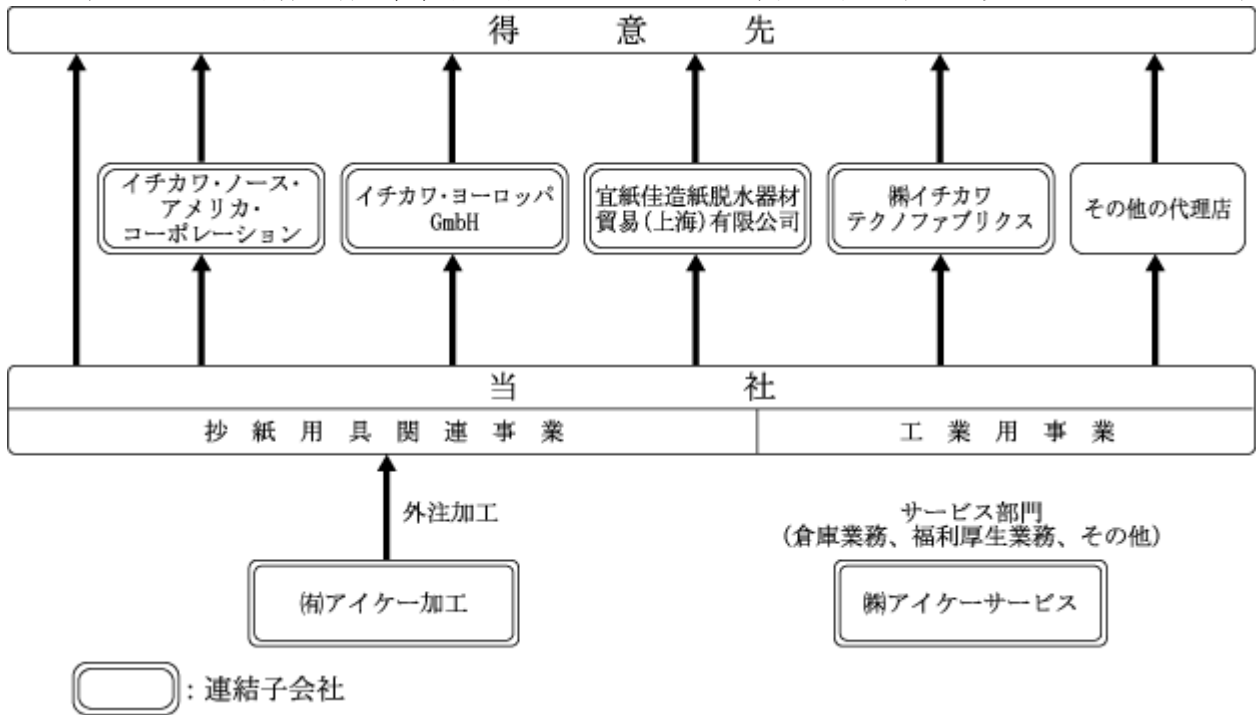 得意先
イチカワ・ノース・
アメリカ・
コーポレーション
イチカワ・ヨーロッパ
GmbH
宜紙佳造紙脱水器材
貿易(上海)有限公司
㈱イチカワ
テクノファブリクス
その他の代理店
当社
抄紙用具関連事業
工業用事業
外注加工
サービス部門
(倉庫業務、福利厚生業務、その他)
㈲アイケー加工
㈱アイケーサービス
:連結子会社